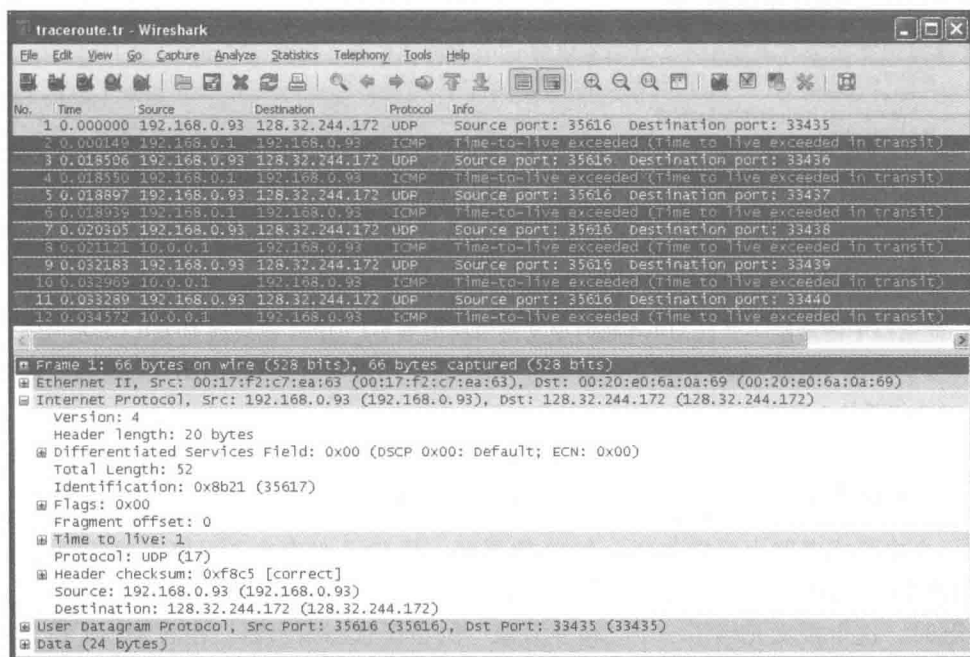 traceroute.tr - Wireshark
File Edit View Go Capture Analyze Statistics Telephony Tools Help
No. Time Source Destination Protocol Info
1 0.000000 192.168.0.93 128.32.244.172 UDP Source port: 35616 Destination port: 33435
2 0.000149 192.168.0.1 192.168.0.93 ICMP Time-to-live exceeded (Time to live exceeded in transit)
3 0.018506 192.168.0.93 128.32.244.172 UDP Source port: 35616 Destination port: 33436
4 0.018550 192.168.0.1 192.168.0.93 ICMP Time-to-live exceeded (Time to live exceeded in transit)
5 0.018897 192.168.0.93 128.32.244.172 UDP Source port: 35616 Destination port: 33437
6 0.018939 192.168.0.1 192.168.0.93 ICMP Time-to-live exceeded (Time to live exceeded in transit)
7 0.020305 192.168.0.93 128.32.244.172 UDP Source port: 35616 Destination port: 33438
8 0.021121 10.0.0.1 192.168.0.93 ICMP Time-to-live exceeded (Time to live exceeded in transit)
9 0.032183 192.168.0.93 128.32.244.172 UDP Source port: 35616 Destination port: 33439
10 0.032969 10.0.0.1 192.168.0.93 ICMP Time-to-live exceeded (Time to live exceeded in transit)
11 0.033289 192.168.0.93 128.32.244.172 UDP Source port: 35616 Destination port: 33440
12 0.034572 10.0.0.1 192.168.0.93 ICMP Time-to-live exceeded (Time to live exceeded in transit)
Frame 1: 66 bytes on wire (528 bits), 66 bytes captured (528 bits)
Ethernet II, Src: 00:17:f2:c7:ea:63 (00:17:f2:c7:ea:63), Dst: 00:20:e0:6a:0a:69 (00:20:e0:6a:0a:69)
Internet Protocol, Src: 192.168.0.93 (192.168.0.93), Dst: 128.32.244.172 (128.32.244.172)
Version: 4
Header length: 20 bytes
Differentiated Services Field: 0x00 (DSCP 0x00: Default; ECN: 0x00)
Total Length: 52
Identification: 0x8b21 (35617)
Flags: 0x00
Fragment offset: 0
Time to live: 1
Protocol: UDP (17)
Header checksum: 0xf8c5 [correct]
Source: 192.168.0.93 (192.168.0.93)
Destination: 128.32.244.172 (128.32.244.172)
User Datagram Protocol, Src Port: 35616 (35616), Dst Port: 33435 (33435)
Data (24 bytes)